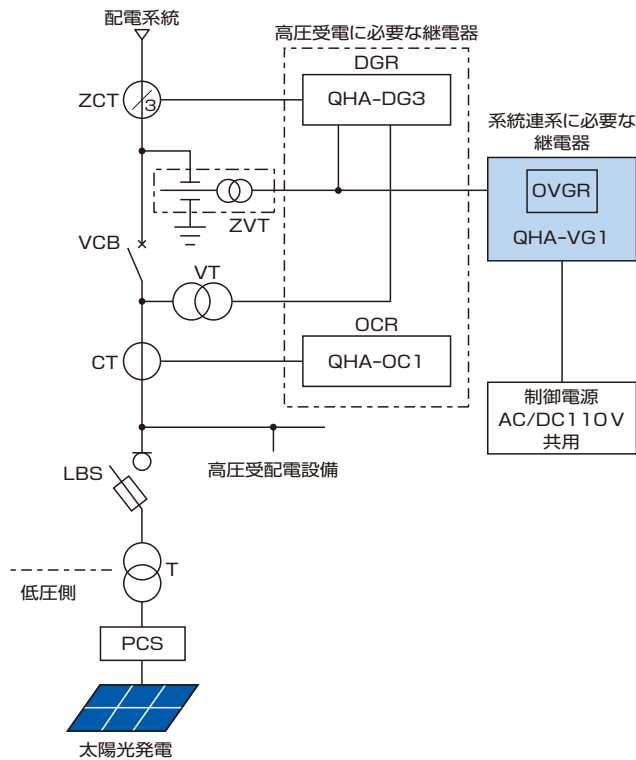 配電系統
高圧受電に必要な継電器
DGR
ZCT
3
QHA-DG3
系統連系に必要な
継電器
OVGR
QHA-VG1
ZVT
VCB
VT
OCR
CT
QHA-OC1
制御電源
AC/DC110V
共用
高圧受配電設備
LBS
T
低圧側
PCS
太陽光発電